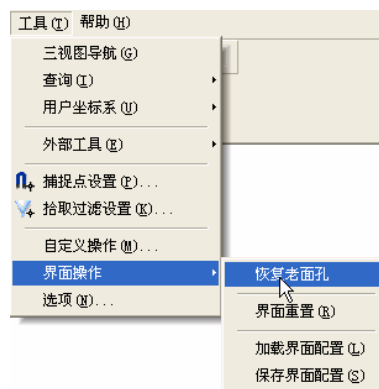 工具(T) 帮助(H)
三视图导航(G)
查询(I)
用户坐标系(U)
外部工具(E)
捕捉点设置(P)...
拾取过滤设置(K)...
自定义操作(M)...
界面操作
恢复老面孔
选项(N)...
界面重置(R)
加载界面配置(L)
保存界面配置(S)